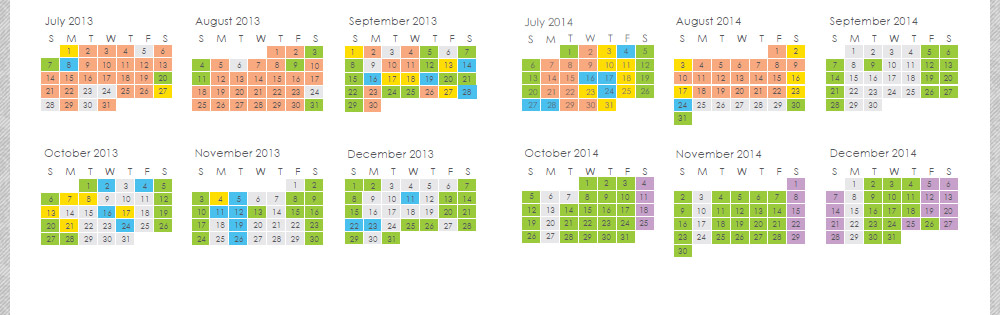 July 2013
S M T W T F S
1 2 3 4 5 6
7 8 9 10 11 12 13
14 15 16 17 18 19 20
21 22 23 24 25 26 27
28 29 30 31
August 2013
S M T W T F S
1 2 3
4 5 6 7 8 9 10
11 12 13 14 15 16 17
18 19 20 21 22 23 24
25 26 27 28 29 30 31
September 2013
S M T W T F S
1 2 3 4 5 6 7
8 9 10 11 12 13 14
15 16 17 18 19 20 21
22 23 24 25 26 27 28
29 30
July 2014
S M T W T F S
1 2 3 4 5
6 7 8 9 10 11 12
13 14 15 16 17 18 19
20 21 22 23 24 25 26
27 28 29 30 31
August 2014
S M T W T F S
1 2
3 4 5 6 7 8 9
10 11 12 13 14 15 16
17 18 19 20 21 22 23
24 25 26 27 28 29 30
31
September 2014
S M T W T F S
1 2 3 4 5 6
7 8 9 10 11 12 13
14 15 16 17 18 19 20
21 22 23 24 25 26 27
28 29 30
October 2013
S M T W T F S
1 2 3 4 5
6 7 8 9 10 11 12
13 14 15 16 17 18 19
20 21 22 23 24 25 26
27 28 29 30 31
November 2013
S M T W T F S
1 2
3 4 5 6 7 8 9
10 11 12 13 14 15 16
17 18 19 20 21 22 23
24 25 26 27 28 29 30
December 2013
S M T W T F S
1 2 3 4 5 6 7
8 9 10 11 12 13 14
15 16 17 18 19 20 21
22 23 24 25 26 27 28
29 30 31
October 2014
S M T W T F S
1 2 3 4
5 6 7 8 9 10 11
12 13 14 15 16 17 18
19 20 21 22 23 24 25
26 27 28 29 30 31
November 2014
S M T W T F S
1
2 3 4 5 6 7 8
9 10 11 12 13 14 15
16 17 18 19 20 21 22
23 24 25 26 27 28 29
30
December 2014
S M T W T F S
1 2 3 4 5 6
7 8 9 10 11 12 13
14 15 16 17 18 19 20
21 22 23 24 25 26 27
28 29 30 31